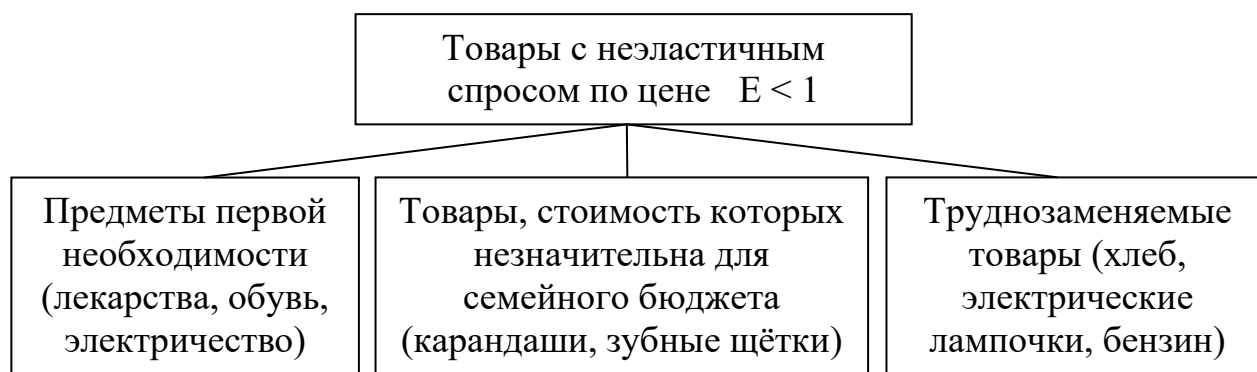 Товары с неэластичным
спросом по цене E < 1
Предметы первой
необходимости
(лекарства, обувь,
электричество)
Товары, стоимость которых
незначительна для
семейного бюджета
(карандаши, зубные щётки)
Труднозаменяемые
товары (хлеб,
электрические
лампочки, бензин)